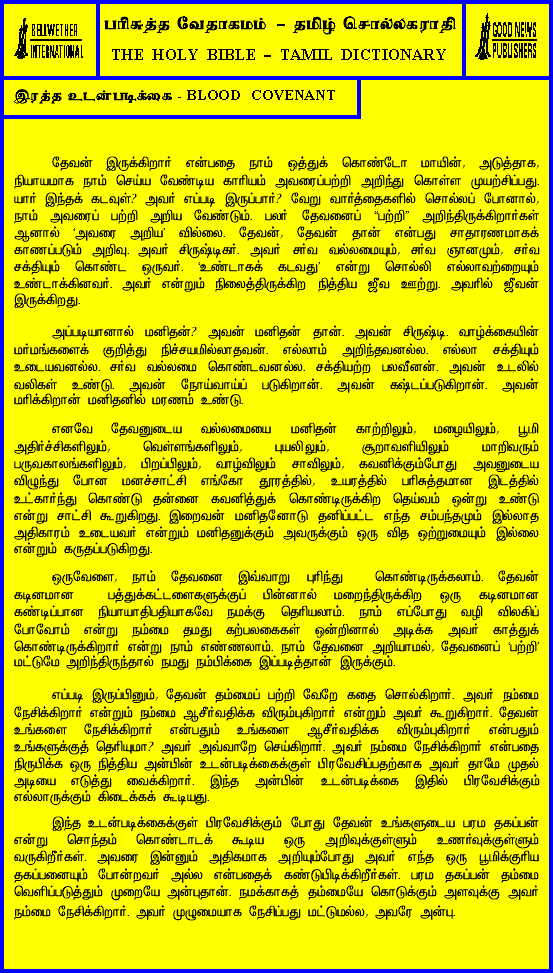 BELLWETHER
INTERNATIONAL
பரிசுத்த வேதாகமம் – தமிழ் சொல்லகராதி
THE HOLY BIBLE – TAMIL DICTIONARY
GOOD NEWS
PUBLISHERS
இரத்த உடன்படிக்கை - BLOOD COVENANT
தேவன் இருக்கிறார் என்பதை நாம் ஒத்துக் கொண்டோ மாயின், அடுத்தாக,
நியாயமாக நாம் செய்ய வேண்டிய காரியம் அவரைப்பற்றி அறிந்து கொள்ள முயற்சிப்பது.
யார் இந்தக் கடவுள்? அவர் எப்படி இருப்பார்? வேறு வார்த்தைகளில் சொல்லப் போனால்,
நாம் அவரைப் பற்றி அறிய வேண்டும். பலர் தேவனைப் “பற்றி” அறிந்திருக்கிறார்கள்
ஆனால் ‘அவரை அறிய’ வில்லை. தேவன், தேவன் தான் என்பது சாதாரணமாகக்
காணப்படும் அறிவு. அவர் சிருஷ்டிகர். அவர் சர்வ வல்லமையும், சர்வ ஞானமும், சர்வ
சக்தியும் கொண்ட ஒருவர். ‘உண்டாகக் கடவது’ என்று சொல்லி எல்லாவற்றையும்
உண்டாக்கினவர். அவர் என்றும் நிலைத்திருக்கிற நித்திய ஜீவ ஊற்று. அவரில் ஜீவன்
இருக்கிறது.
அப்படியானால் மனிதன்? அவன் மனிதன் தான். அவன் சிருஷ்டி. வாழ்க்கையின்
மர்மங்களைக் குறித்து நிச்சயமில்லாதவன். எல்லாம் அறிந்தவனல்ல. எல்லா சக்தியும்
உடையவனல்ல. சர்வ வல்லமை கொண்டவனல்ல. சக்தியற்ற பலவீனன். அவன் உடலில்
வலிகள் உண்டு. அவன் நோய்வாய்ப் படுகிறான். அவன் கஷ்டப்படுகிறான். அவன்
மரிக்கிறான் மனிதனில் மரணம் உண்டு.
எனவே தேவனுடைய வல்லமையை மனிதன் காற்றிலும், மழையிலும், பூமி
அதிர்ச்சிகளிலும், வெள்ளங்களிலும், புயலிலும், சூறாவளியிலும் மாறிவரும்
பருவகாலங்களிலும், பிறப்பிலும், வாழ்விலும் சாவிலும், கவனிக்கும்போது அவனுடைய
விழுந்து போன மனச்சாட்சி எங்கோ தூரத்தில், உயரத்தில் பரிசுத்தமான இடத்தில்
உட்கார்ந்து கொண்டு தன்னை கவனித்துக் கொண்டிருக்கிற தெய்வம் ஒன்று உண்டு
என்று சாட்சி கூறுகிறது. இறைவன் மனிதனோடு தனிப்பட்ட எந்த சம்பந்தமும் இல்லாத
அதிகாரம் உடையவர் என்றும் மனிதனுக்கும் அவருக்கும் ஒரு வித ஒற்றுமையும் இல்லை
என்றும் கருதப்படுகிறது.
ஒருவேளை, நாம் தேவனை இவ்வாறு புரிந்து கொண்டிருக்கலாம். தேவன்
கடினமான பத்துக்கட்டளைகளுக்குப் பின்னால் மறைந்திருக்கிற ஒரு கடினமான
கண்டிப்பான நியாயாதிபதியாகவே நமக்கு தெரியலாம். நாம் எப்போது வழி விலகிப்
போவோம் என்று நம்மை தமது கற்பலகைகள் ஒன்றினால் அடிக்க அவர் காத்துக்
கொண்டிருக்கிறார் என்று நாம் எண்ணலாம். நாம் தேவனை அறியாமல், தேவனைப் ‘பற்றி’
மட்டுமே அறிந்திருந்தால் நமது நம்பிக்கை இப்படித்தான் இருக்கும்.
எப்படி இருப்பினும், தேவன் தம்மைப் பற்றி வேறே கதை சொல்கிறார். அவர் நம்மை
நேசிக்கிறார் என்றும் நம்மை ஆசீர்வதிக்க விரும்புகிறார் என்றும் அவர் கூறுகிறார். தேவன்
உங்களை நேசிக்கிறார் என்பதும் உங்களை ஆசீர்வதிக்க விரும்புகிறார் என்பதும்
உங்களுக்குத் தெரியுமா? அவர் அவ்வாறே செய்கிறார். அவர் நம்மை நேசிக்கிறார் என்பதை
நிருபிக்க ஒரு நித்திய அன்பின் உடன்படிக்கைக்குள் பிரவேசிப்பதற்காக அவர் தாமே முதல்
அடியை எடுத்து வைக்கிறார். இந்த அன்பின் உடன்படிக்கை இதில் பிரவேசிக்கும்
எல்லாருக்கும் கிடைக்கக் கூடியது.
இந்த உடன்படிக்கைக்குள் பிரவேசிக்கும் போது தேவன் உங்களுடைய பரம தகப்பன்
என்று சொந்தம் கொண்டாடக் கூடிய ஒரு அறிவுக்குள்ளும் உணர்வுக்குள்ளும்
வருகிறீர்கள். அவரை இன்னும் அதிகமாக அறியும்போது அவர் எந்த ஒரு பூமிக்குரிய
தகப்பனையும் போன்றவர் அல்ல என்பதைக் கண்டுபிடிக்கிறீர்கள். பரம தகப்பன் தம்மை
வெளிப்படுத்தும் முறையே அன்புதான். நமக்காகத் தம்மையே கொடுக்கும் அளவுக்கு அவர்
நம்மை நேசிக்கிறார். அவர் முழுமையாக நேசிப்பது மட்டுமல்ல, அவரே அன்பு.